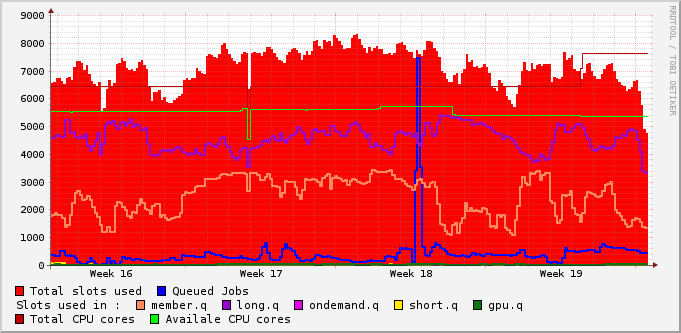 9000
8000
7000
6000
5000
4000
3000
2000
1000
0
Week 16 Week 17 Week 18 Week 19
RRDTOOL / TOBI OETIKER
Total slots used Queued Jobs
Slots used in : member.q long.q ondemand.q short.q gpu.q
Total CPU cores Availale CPU cores